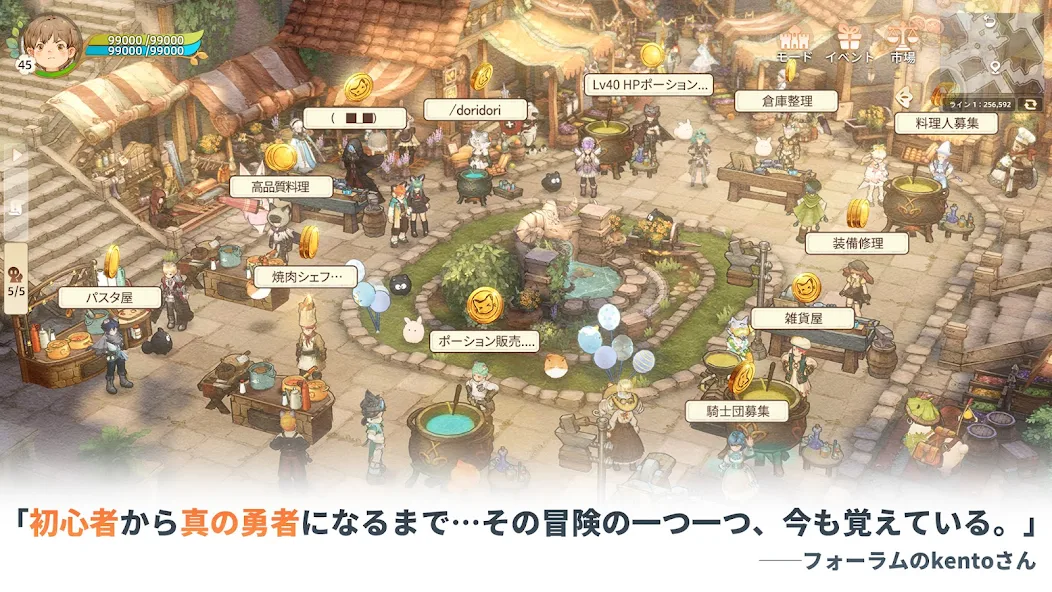 99000 /99000
99000 /99000
45
モード
イベント
市場
ライン 1 : 256,592
Lv40 HPポーション...
/doridori
倉庫整理
料理人募集
高品質料理
装備修理
焼肉シェフ…
パスタ屋
5/5
雑貨屋
ポーション販売....
騎士団募集
「初心者から真の勇者になるまで…その冒険の一つ一つ、今も覚えている。」
──フォーラムのkentoさん